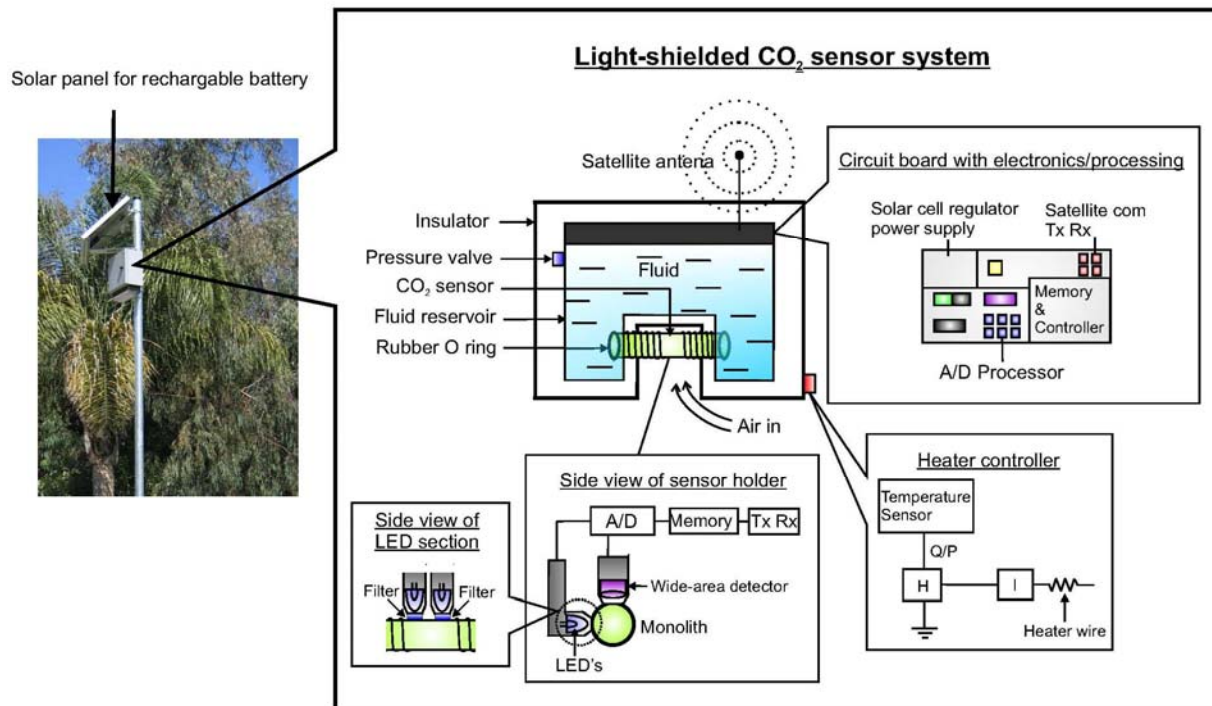 Light-shielded CO₂ sensor system
Solar panel for rechargable battery
Satellite antena
Circuit board with electronics/processing
Solar cell regulator
power supply
Satellite com
Tx Rx
Memory
&
Controller
A/D Processor
Insulator
Pressure valve
CO₂ sensor
Fluid reservoir
Rubber O ring
Fluid
Air in
Heater controller
Temperature
Sensor
Q/P
H
I
Heater wire
Side view of sensor holder
A/D
Memory
Tx Rx
Wide-area detector
Monolith
LED's
Side view of
LED section
Filter
Filter